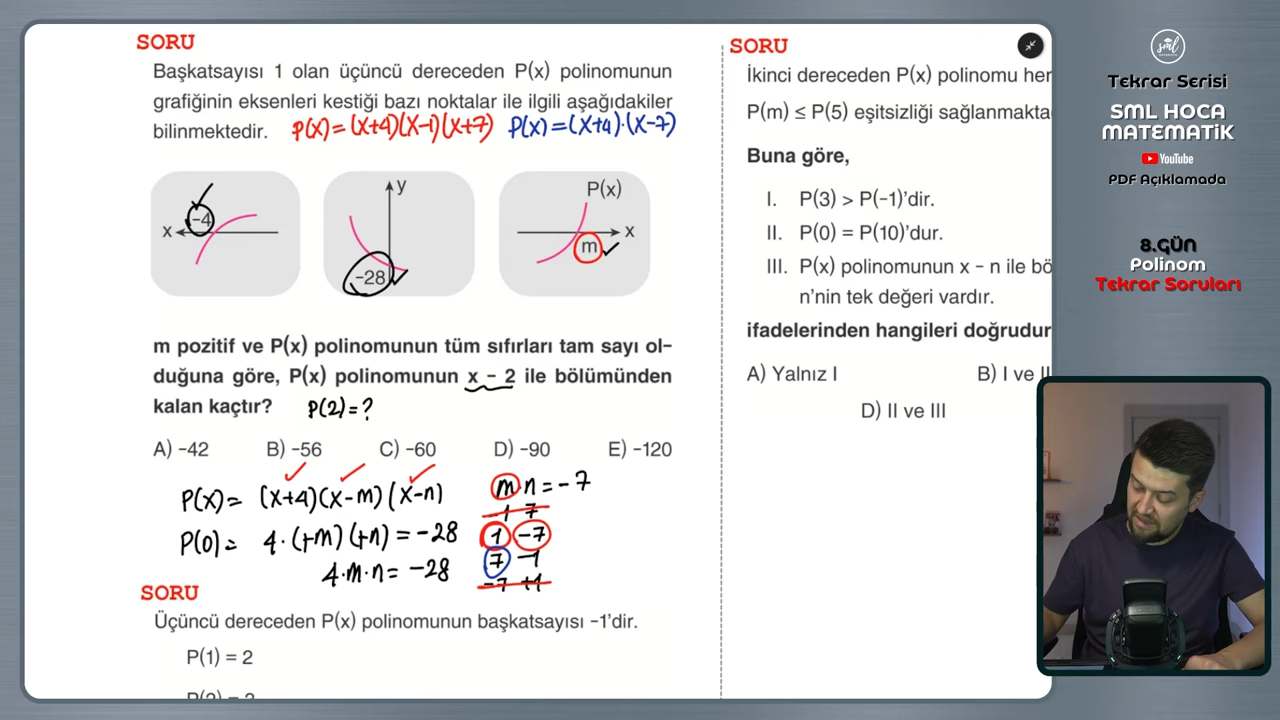 SORU
Başkatsayısı 1 olan üçüncü dereceden P(x) polinomunun
grafiğinin eksenleri kestiği bazı noktalar ile ilgili aşağıdakiler
bilinmektedir. P(x)=(x+4)(x-1)(x+7) P(x)=(x+4)·(x-7)
-4
x
y
-28
P(x)
x
m
m pozitif ve P(x) polinomunun tüm sıfırları tam sayı ol-
duğuna göre, P(x) polinomunun x - 2 ile bölümünden
kalan kaçtır? P(2)=?
A) -42 B) -56 C) -60 D) -90 E) -120
P(x)= (x+4)(x-m)(x-n)
P(0)= 4·(+m)(+n) = -28
4·m·n= -28
m n = -7
-1 7
1 -7
7 -1
-7 +1
SORU
Üçüncü dereceden P(x) polinomunun başkatsayısı -1'dir.
P(1) = 2
SORU
İkinci dereceden P(x) polinomu her
P(m) ≤ P(5) eşitsizliği sağlanmakta
Buna göre,
I. P(3) > P(-1)'dir.
II. P(0) = P(10)'dur.
III. P(x) polinomunun x - n ile bö
n'nin tek değeri vardır.
ifadelerinden hangileri doğrudur
A) Yalnız I B) I ve II
D) II ve III
sml
Tekrar Serisi
SML HOCA
MATEMATİK
YouTube
PDF Açıklamada
8.GÜN
Polinom
Tekrar Soruları